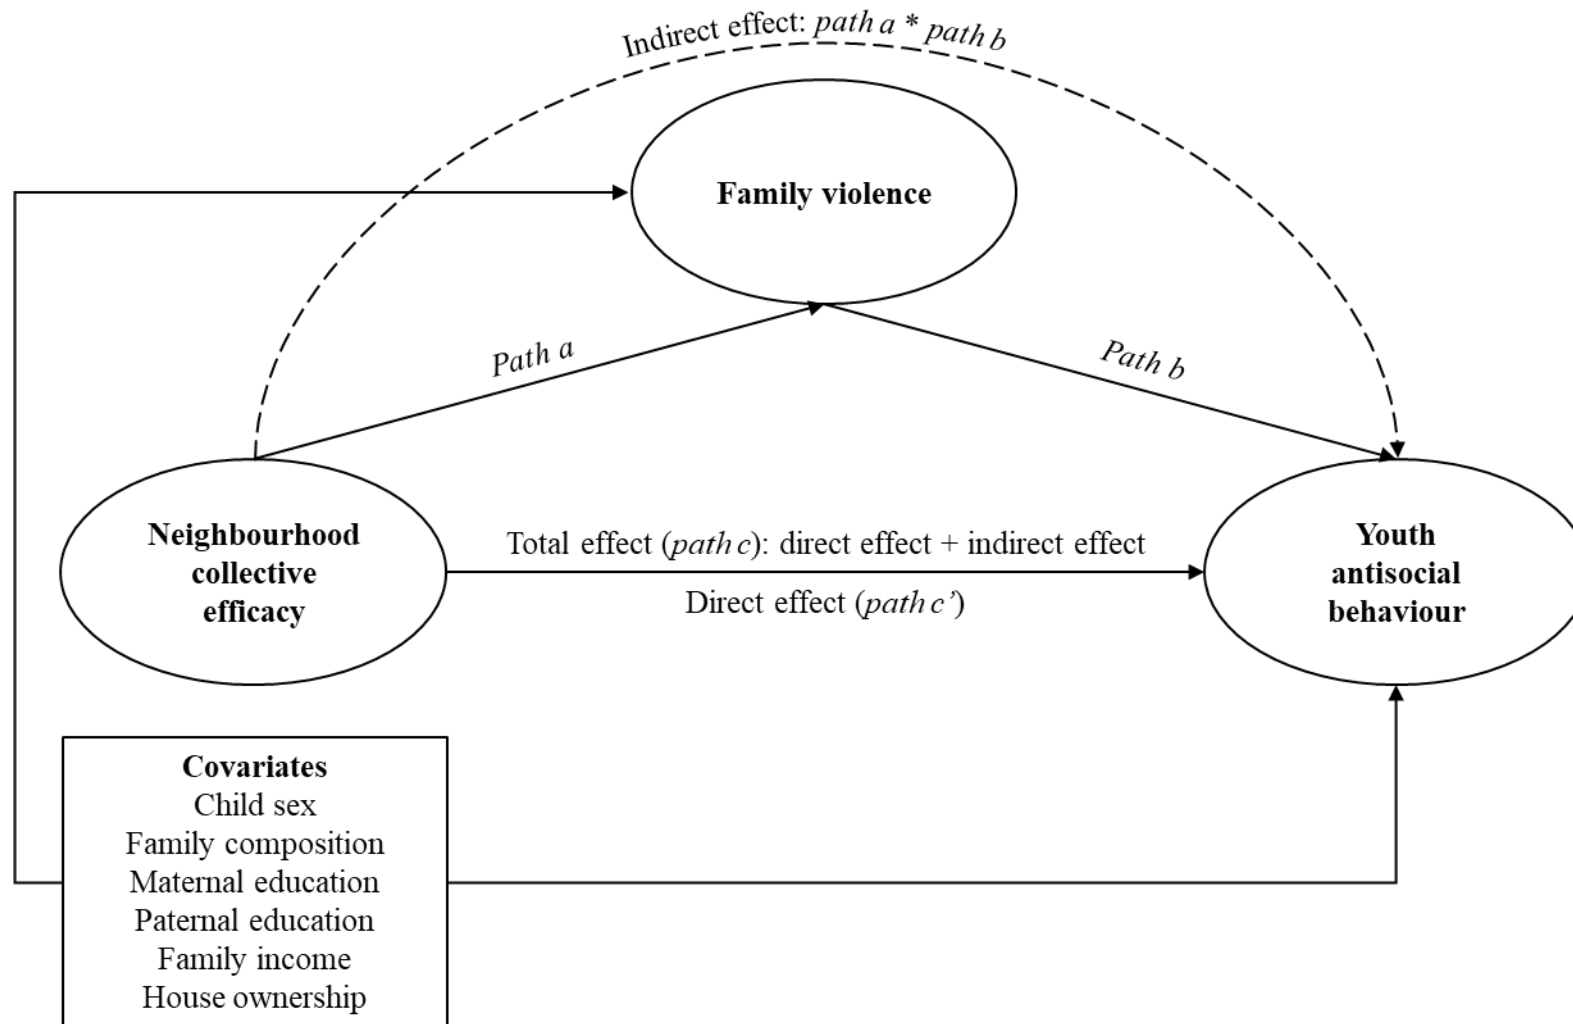 Indirect effect: path a * path b
Family violence
Path a
Path b
Neighbourhood
collective
efficacy
Total effect (path c): direct effect + indirect effect
Direct effect (path c’)
Youth
antisocial
behaviour
Covariates
Child sex
Family composition
Maternal education
Paternal education
Family income
House ownership